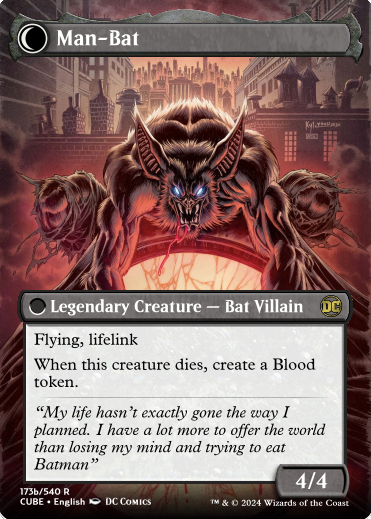 Man-Bat
Legendary Creature — Bat Villain
DC
Flying, lifelink
When this creature dies, create a Blood
token.
“My life hasn’t exactly gone the way I
planned. I have a lot more to offer the world
than losing my mind and trying to eat
Batman”
4/4
173b/540 R
CUBE • English DC Comics
™ & © 2024 Wizards of the Coast